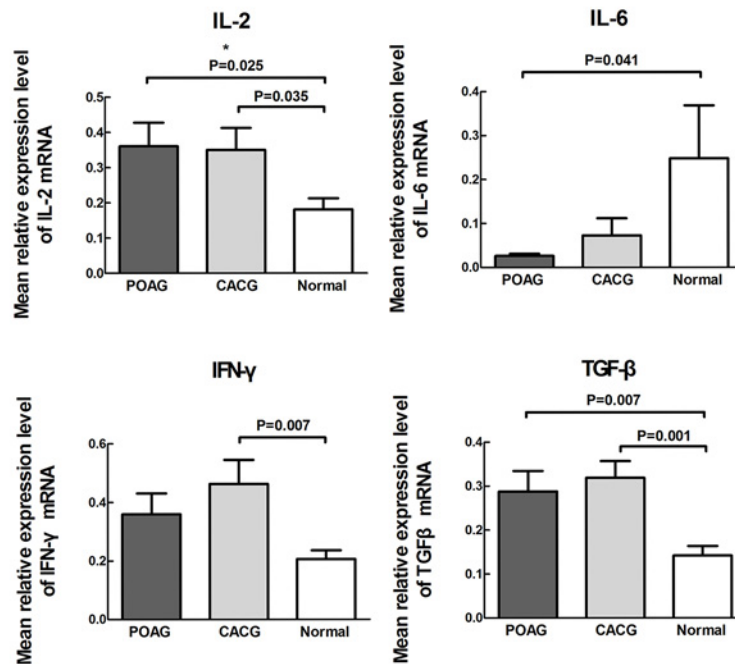 IL-2
*
P=0.025
P=0.035
Mean relative expression level
of IL-2 mRNA
0.5
0.4
0.3
0.2
0.1
0.0
POAG CACG Normal
IL-6
P=0.041
Mean relative expression level
of IL-6 mRNA
0.4
0.3
0.2
0.1
0.0
POAG CACG Normal
IFN-γ
P=0.007
Mean relative expression level
of IFN-γ mRNA
0.6
0.4
0.2
0.0
POAG CACG Normal
TGF-β
P=0.007
P=0.001
Mean relative expression level
of TGFβ mRNA
0.4
0.3
0.2
0.1
0.0
POAG CACG Normal